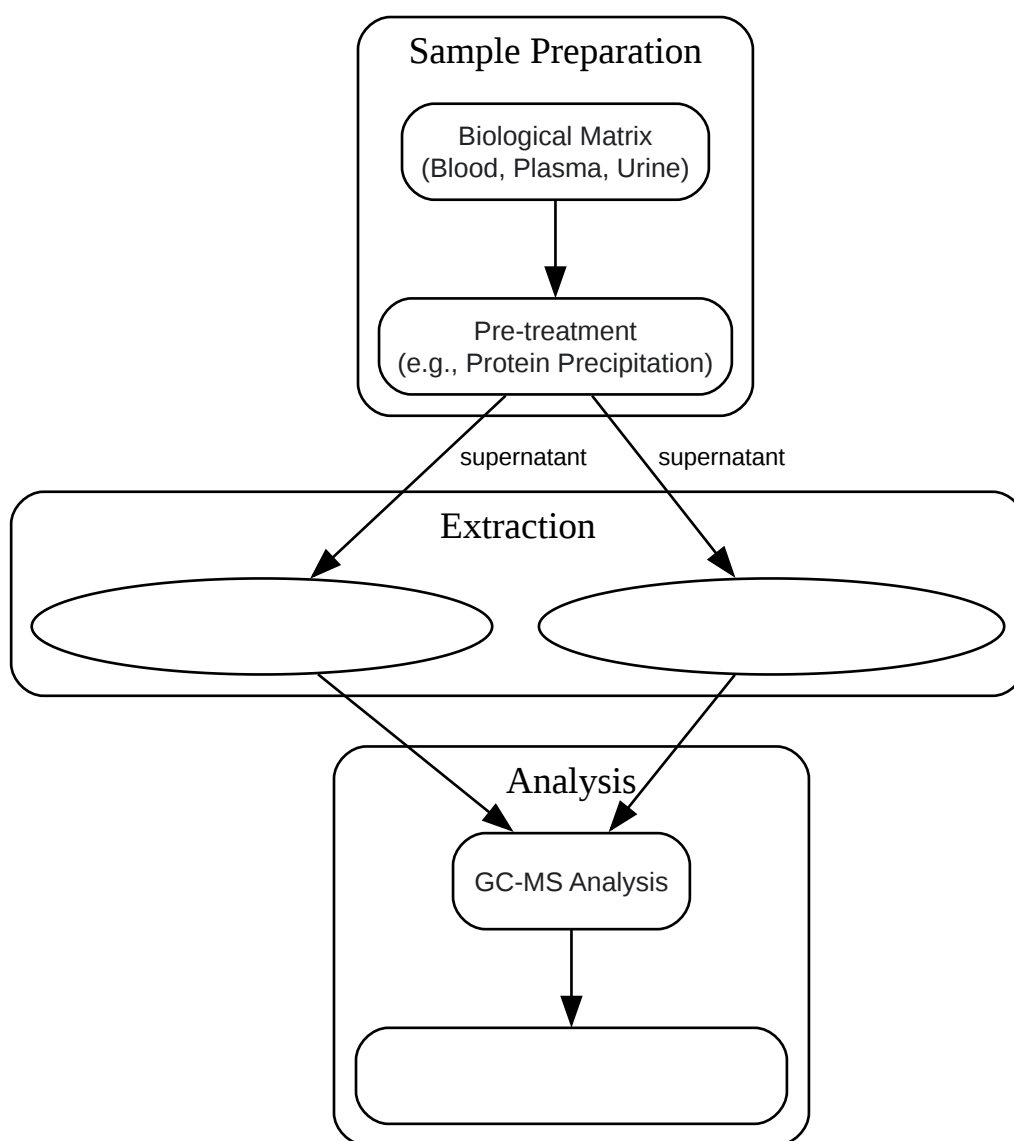 Sample Preparation
Biological Matrix
(Blood, Plasma, Urine)
Pre-treatment
(e.g., Protein Precipitation)
supernatant
supernatant
Extraction
Analysis
GC-MS Analysis